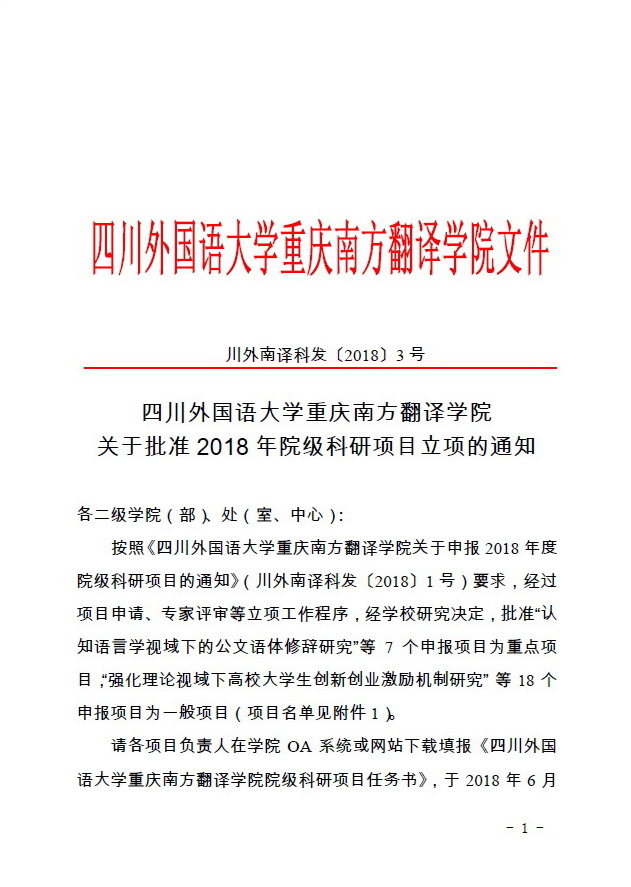 四川外国语大学重庆南方翻译学院文件
川外南译科发〔2018〕3 号
四川外国语大学重庆南方翻译学院
关于批准 2018 年院级科研项目立项的通知
各二级学院（部）、处（室、中心）：
按照《四川外国语大学重庆南方翻译学院关于申报 2018 年度
院级科研项目的通知》（川外南译科发〔2018〕1 号）要求，经过
项目申请、专家评审等立项工作程序，经学校研究决定，批准“认
知语言学视域下的公文语体修辞研究”等 7 个申报项目为重点项
目，“强化理论视域下高校大学生创新创业激励机制研究” 等 18 个
申报项目为一般项目（项目名单见附件 1）。
请各项目负责人在学院 OA 系统或网站下载填报《四川外国
语大学重庆南方翻译学院院级科研项目任务书》，于 2018 年 6 月
- 1 -